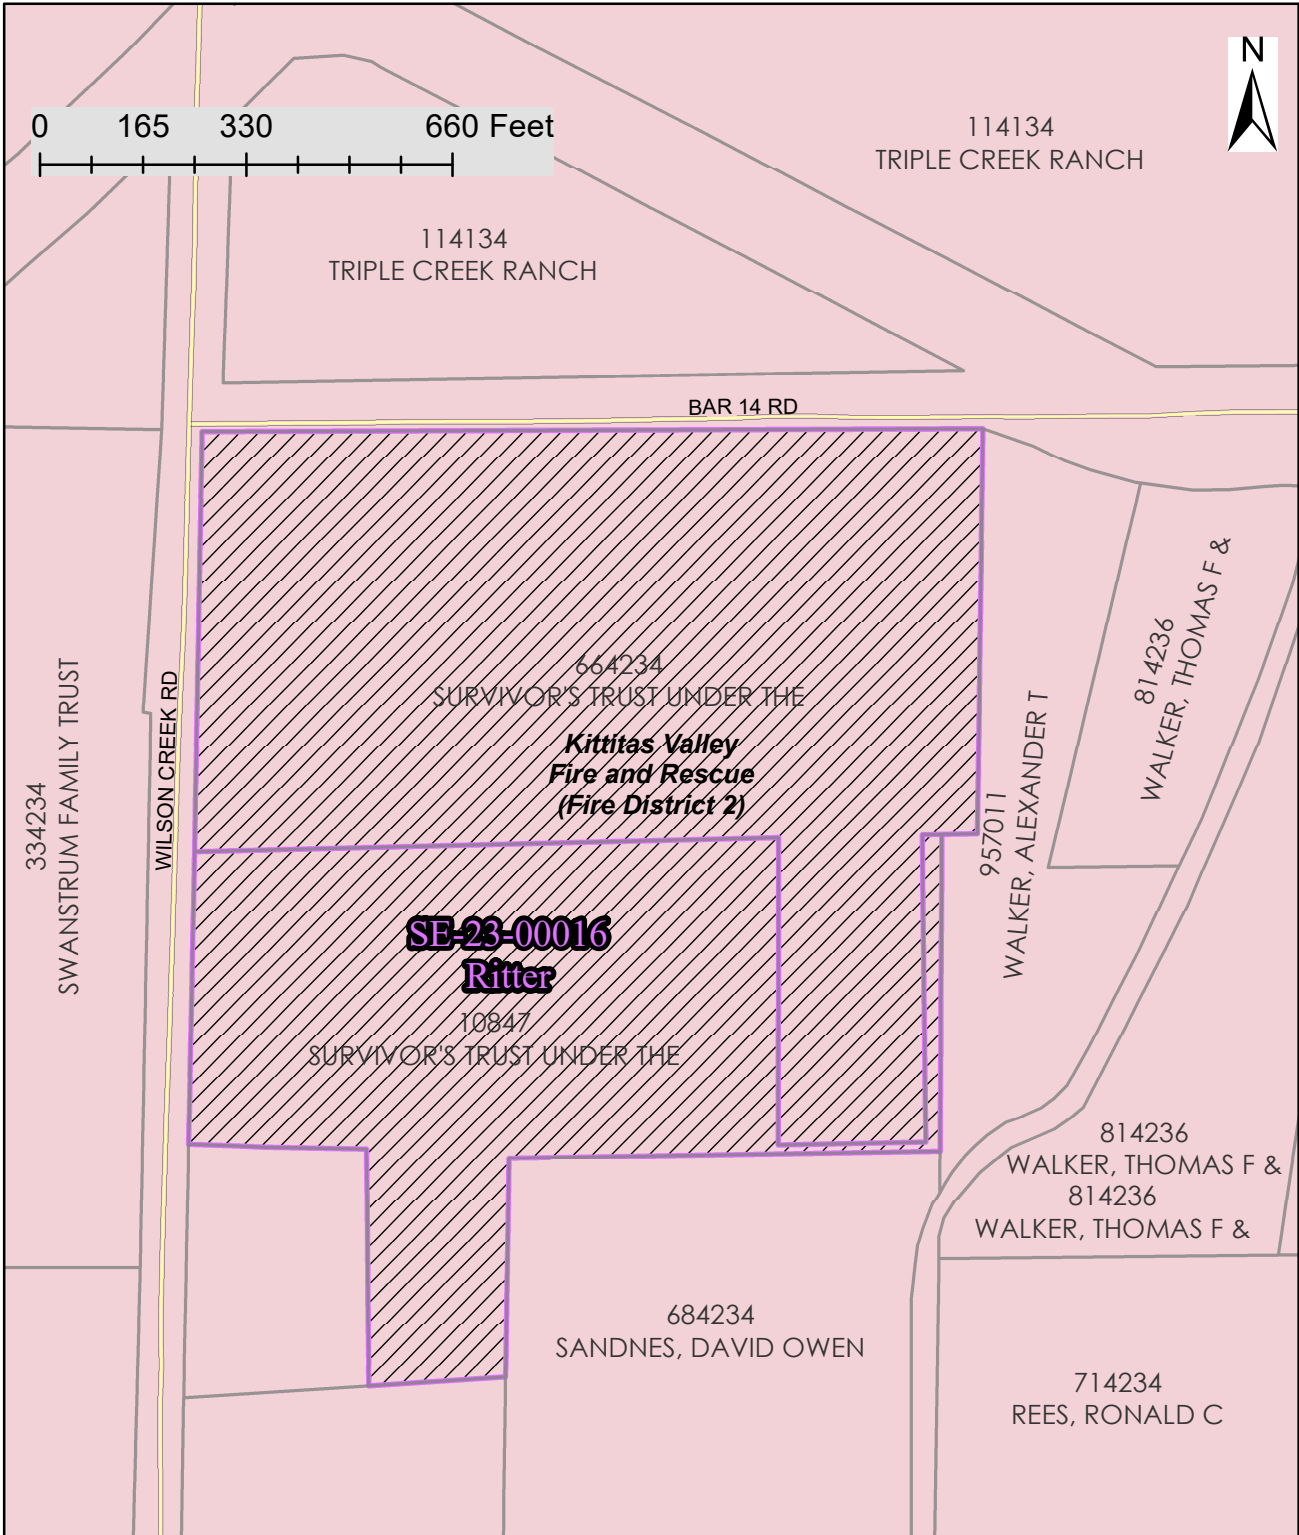 N
0 165 330 660 Feet
114134
TRIPLE CREEK RANCH
114134
TRIPLE CREEK RANCH
BAR 14 RD
814236
WALKER, THOMAS F &
664234
SURVIVOR'S TRUST UNDER THE
Kittitas Valley
Fire and Rescue
(Fire District 2)
334234
SWANSTRUM FAMILY TRUST
WILSON CREEK RD
957011
WALKER, ALEXANDER T
SE-23-00016
Ritter
10847
SURVIVOR'S TRUST UNDER THE
814236
WALKER, THOMAS F &
814236
WALKER, THOMAS F &
684234
SANDNES, DAVID OWEN
714234
REES, RONALD C